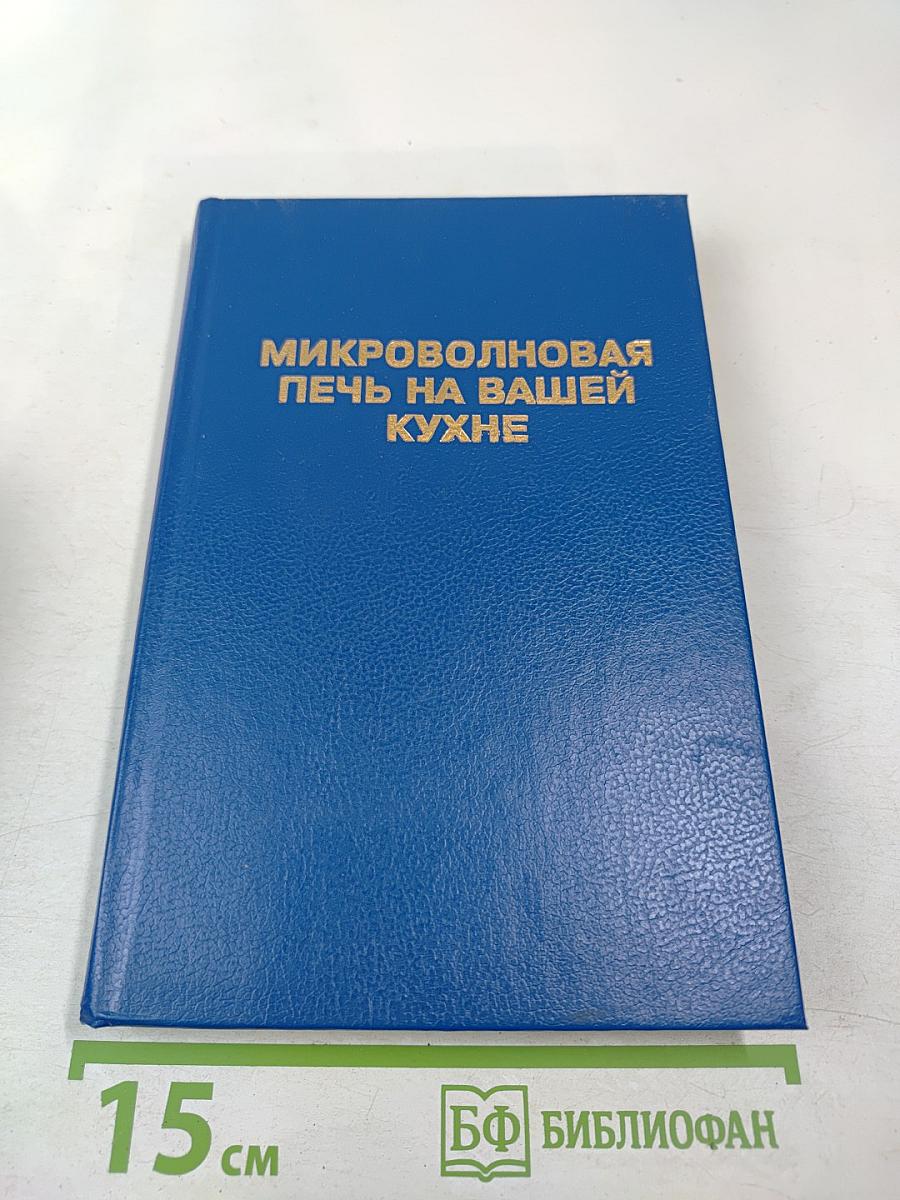 МИКРОВОЛНОВАЯ
ПЕЧЬ НА ВАШЕЙ
КУХНЕ
15 см
БФ БИБЛИОФАН